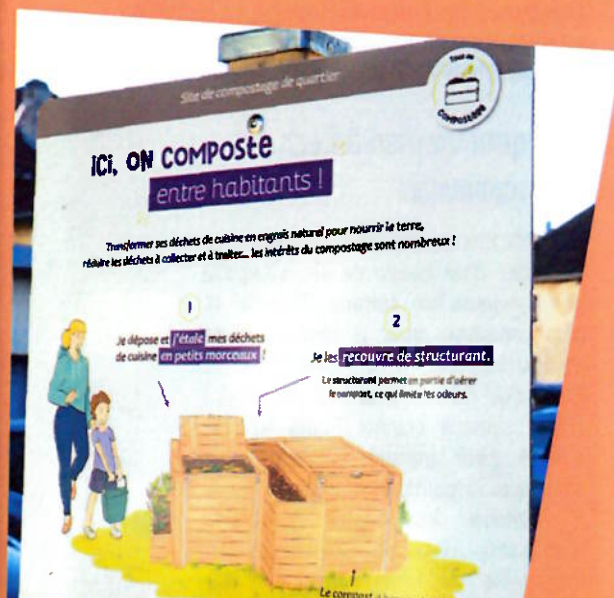 Site de compostage de quartier
Tous au
COMPOSTAGE
ici, ON COMPOSTE
entre habitants !
Transformer ses déchets de cuisine en engrais naturel pour nourrir la terre,
réduire les déchets à collecter et à traiter... les intérêts du compostage sont nombreux !
1
Je dépose et j'étale mes déchets
de cuisine en petits morceaux !
2
Je les recouvre de structurant.
Le structurant permet en partie d'aérer
le compost, ce qui limite les odeurs.
Le compost